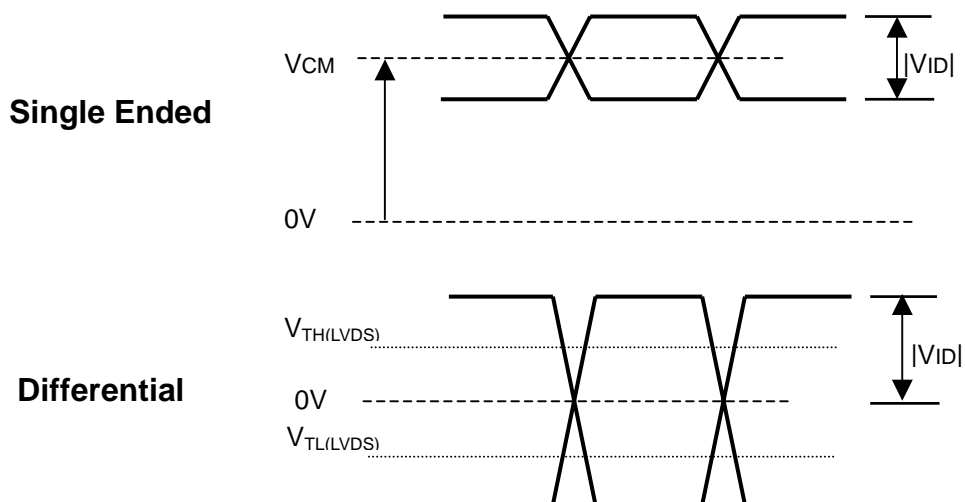 VCM
|VID|
Single Ended
0V
VTH(LVDS)
|VID|
Differential
0V
VTL(LVDS)